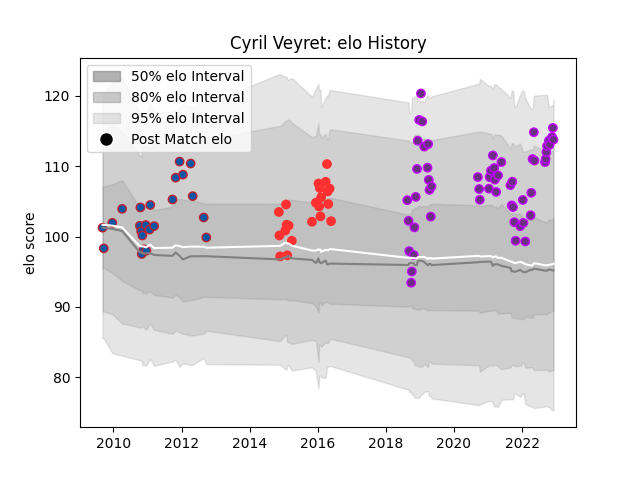 Cyril Veyret: elo History
50% elo Interval
80% elo Interval
95% elo Interval
Post Match elo
elo score
120
110
100
90
80
2010 2012 2014 2016 2018 2020 2022